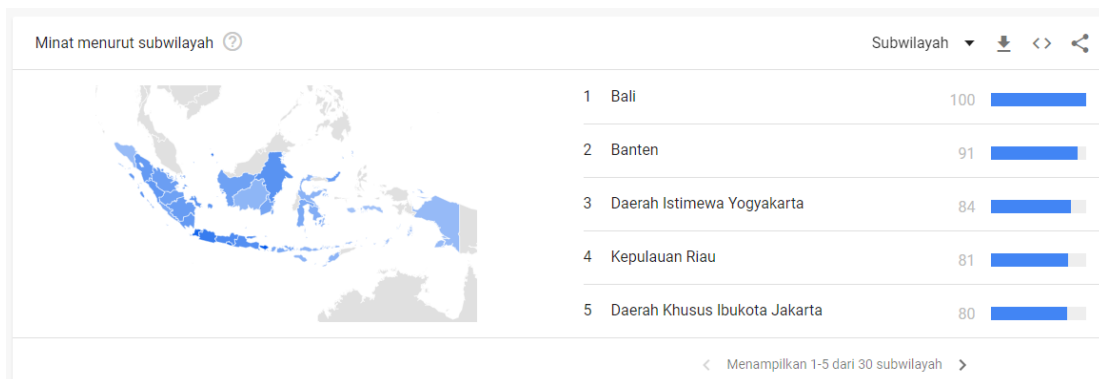 Minat menurut subwilayah
Subwilayah
1 Bali 100
2 Banten 91
3 Daerah Istimewa Yogyakarta 84
4 Kepulauan Riau 81
5 Daerah Khusus Ibukota Jakarta 80
Menampilkan 1-5 dari 30 subwilayah